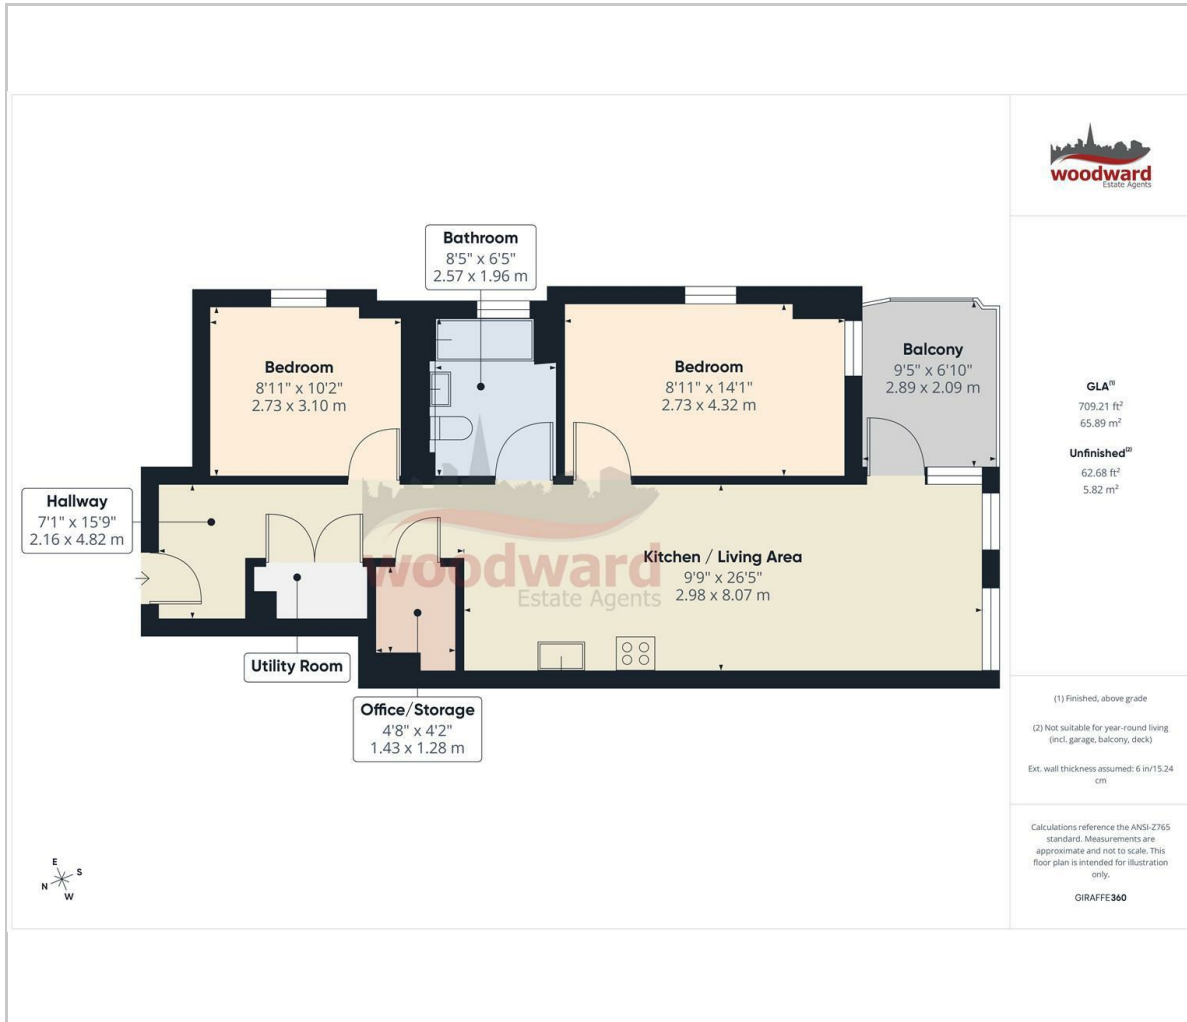 woodward
Estate Agents
Bathroom
8'5" x 6'5"
2.57 x 1.96 m
Bedroom
8'11" x 10'2"
2.73 x 3.10 m
Bedroom
8'11" x 14'1"
2.73 x 4.32 m
Balcony
9'5" x 6'10"
2.89 x 2.09 m
Hallway
7'1" x 15'9"
2.16 x 4.82 m
Kitchen / Living Area
9'9" x 26'5"
2.98 x 8.07 m
woodward
Estate Agents
Utility Room
Office/Storage
4'8" x 4'2"
1.43 x 1.28 m
E
S
N
W
GLA(1)
709.21 ft²
65.89 m²
Unfinished(2)
62.68 ft²
5.82 m²
(1) Finished, above grade
(2) Not suitable for year-round living
(incl. garage, balcony, deck)
Ext. wall thickness assumed: 6 in/15.24
cm
Calculations reference the ANSI-Z765
standard. Measurements are
approximate and not to scale. This
floor plan is intended for illustration
only.
GIRAFFE360